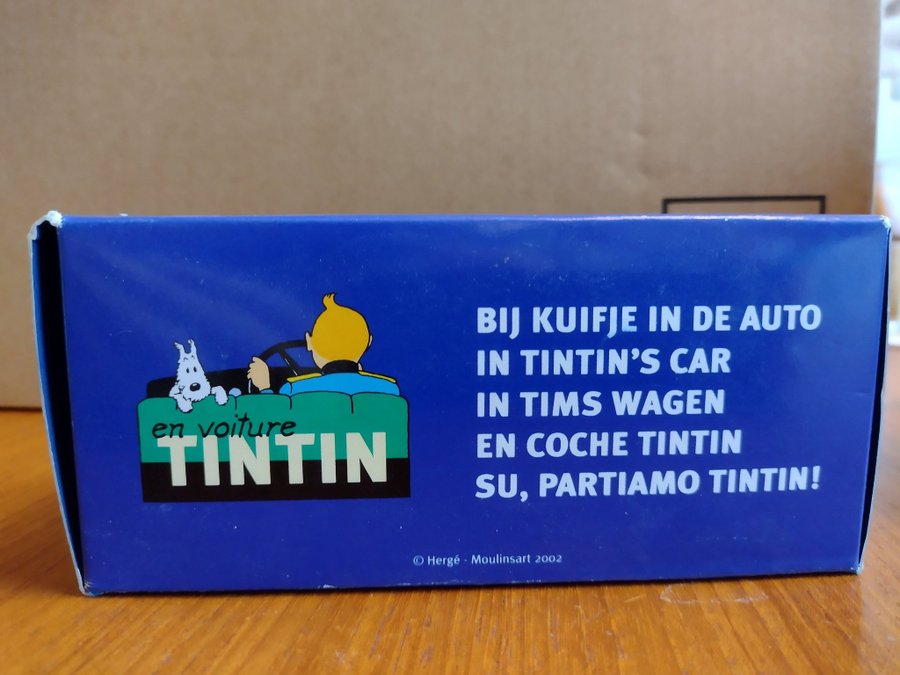 en voiture
TINTIN
BIJ KUIFJE IN DE AUTO
IN TINTIN'S CAR
IN TIMS WAGEN
EN COCHE TINTIN
SU, PARTIAMO TINTIN!
© Hergé - Moulinsart 2002